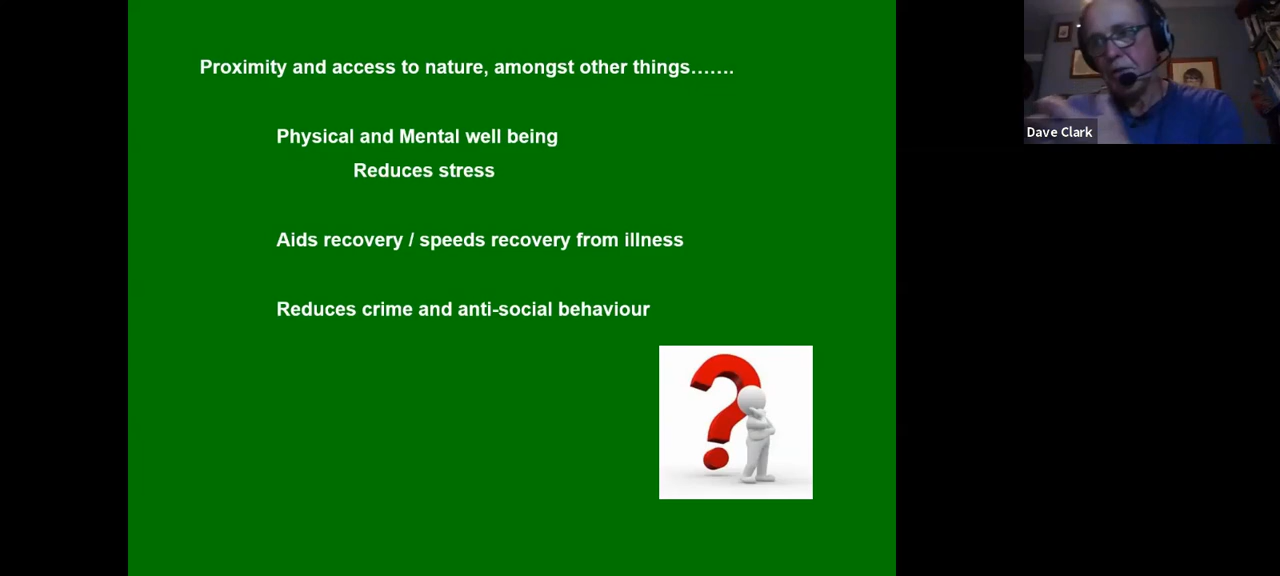 Proximity and access to nature, amongst other things.......
Physical and Mental well being
Reduces stress
Aids recovery / speeds recovery from illness
Reduces crime and anti-social behaviour
Dave Clark